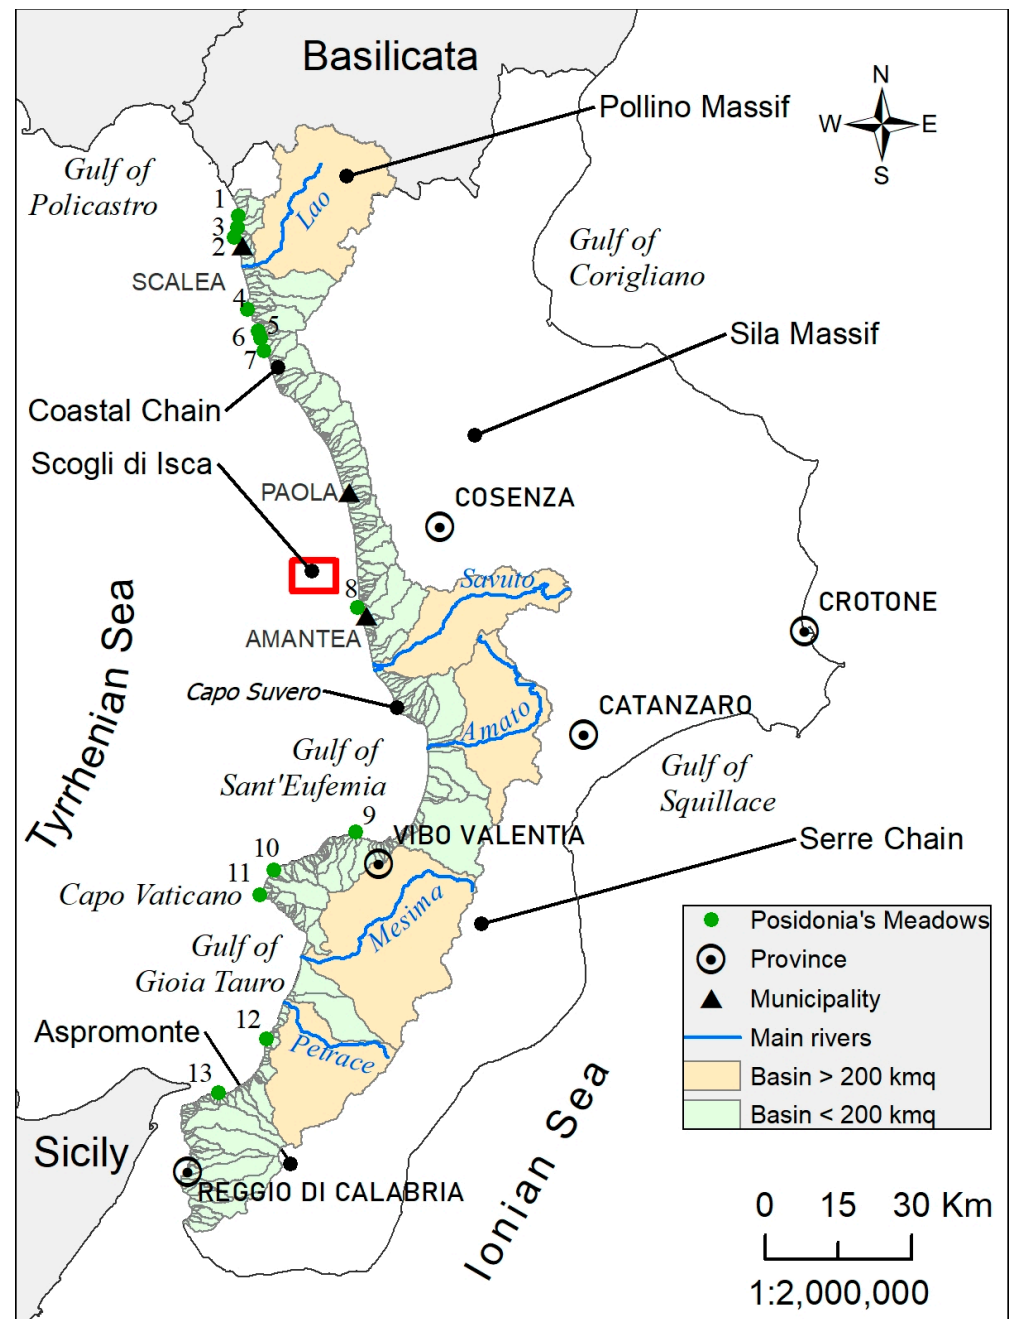 Basilicata
N
W
E
S
Pollino Massif
Gulf of
Policastro
1
3
2
Lao
SCALEA
Gulf of
Corigliano
4
5
6
7
Sila Massif
Coastal Chain
Scogli di Isca
PAOLA
COSENZA
8
Savuto
CROTONE
AMANTEA
Capo Suvero
CATANZARO
Amato
Gulf of
Sant'Eufemia
Gulf of
Squillace
Tyrrhenian Sea
9
VIBO VALENTIA
Serre Chain
10
11
Capo Vaticano
Mesima
Gulf of
Gioia Tauro
Posidonia's Meadows
Province
Municipality
Main rivers
Basin > 200 kmq
Basin < 200 kmq
Aspromonte
12
Petrace
13
Sicily
REGGIO DI CALABRIA
Ionian Sea
0 15 30 Km
1:2,000,000